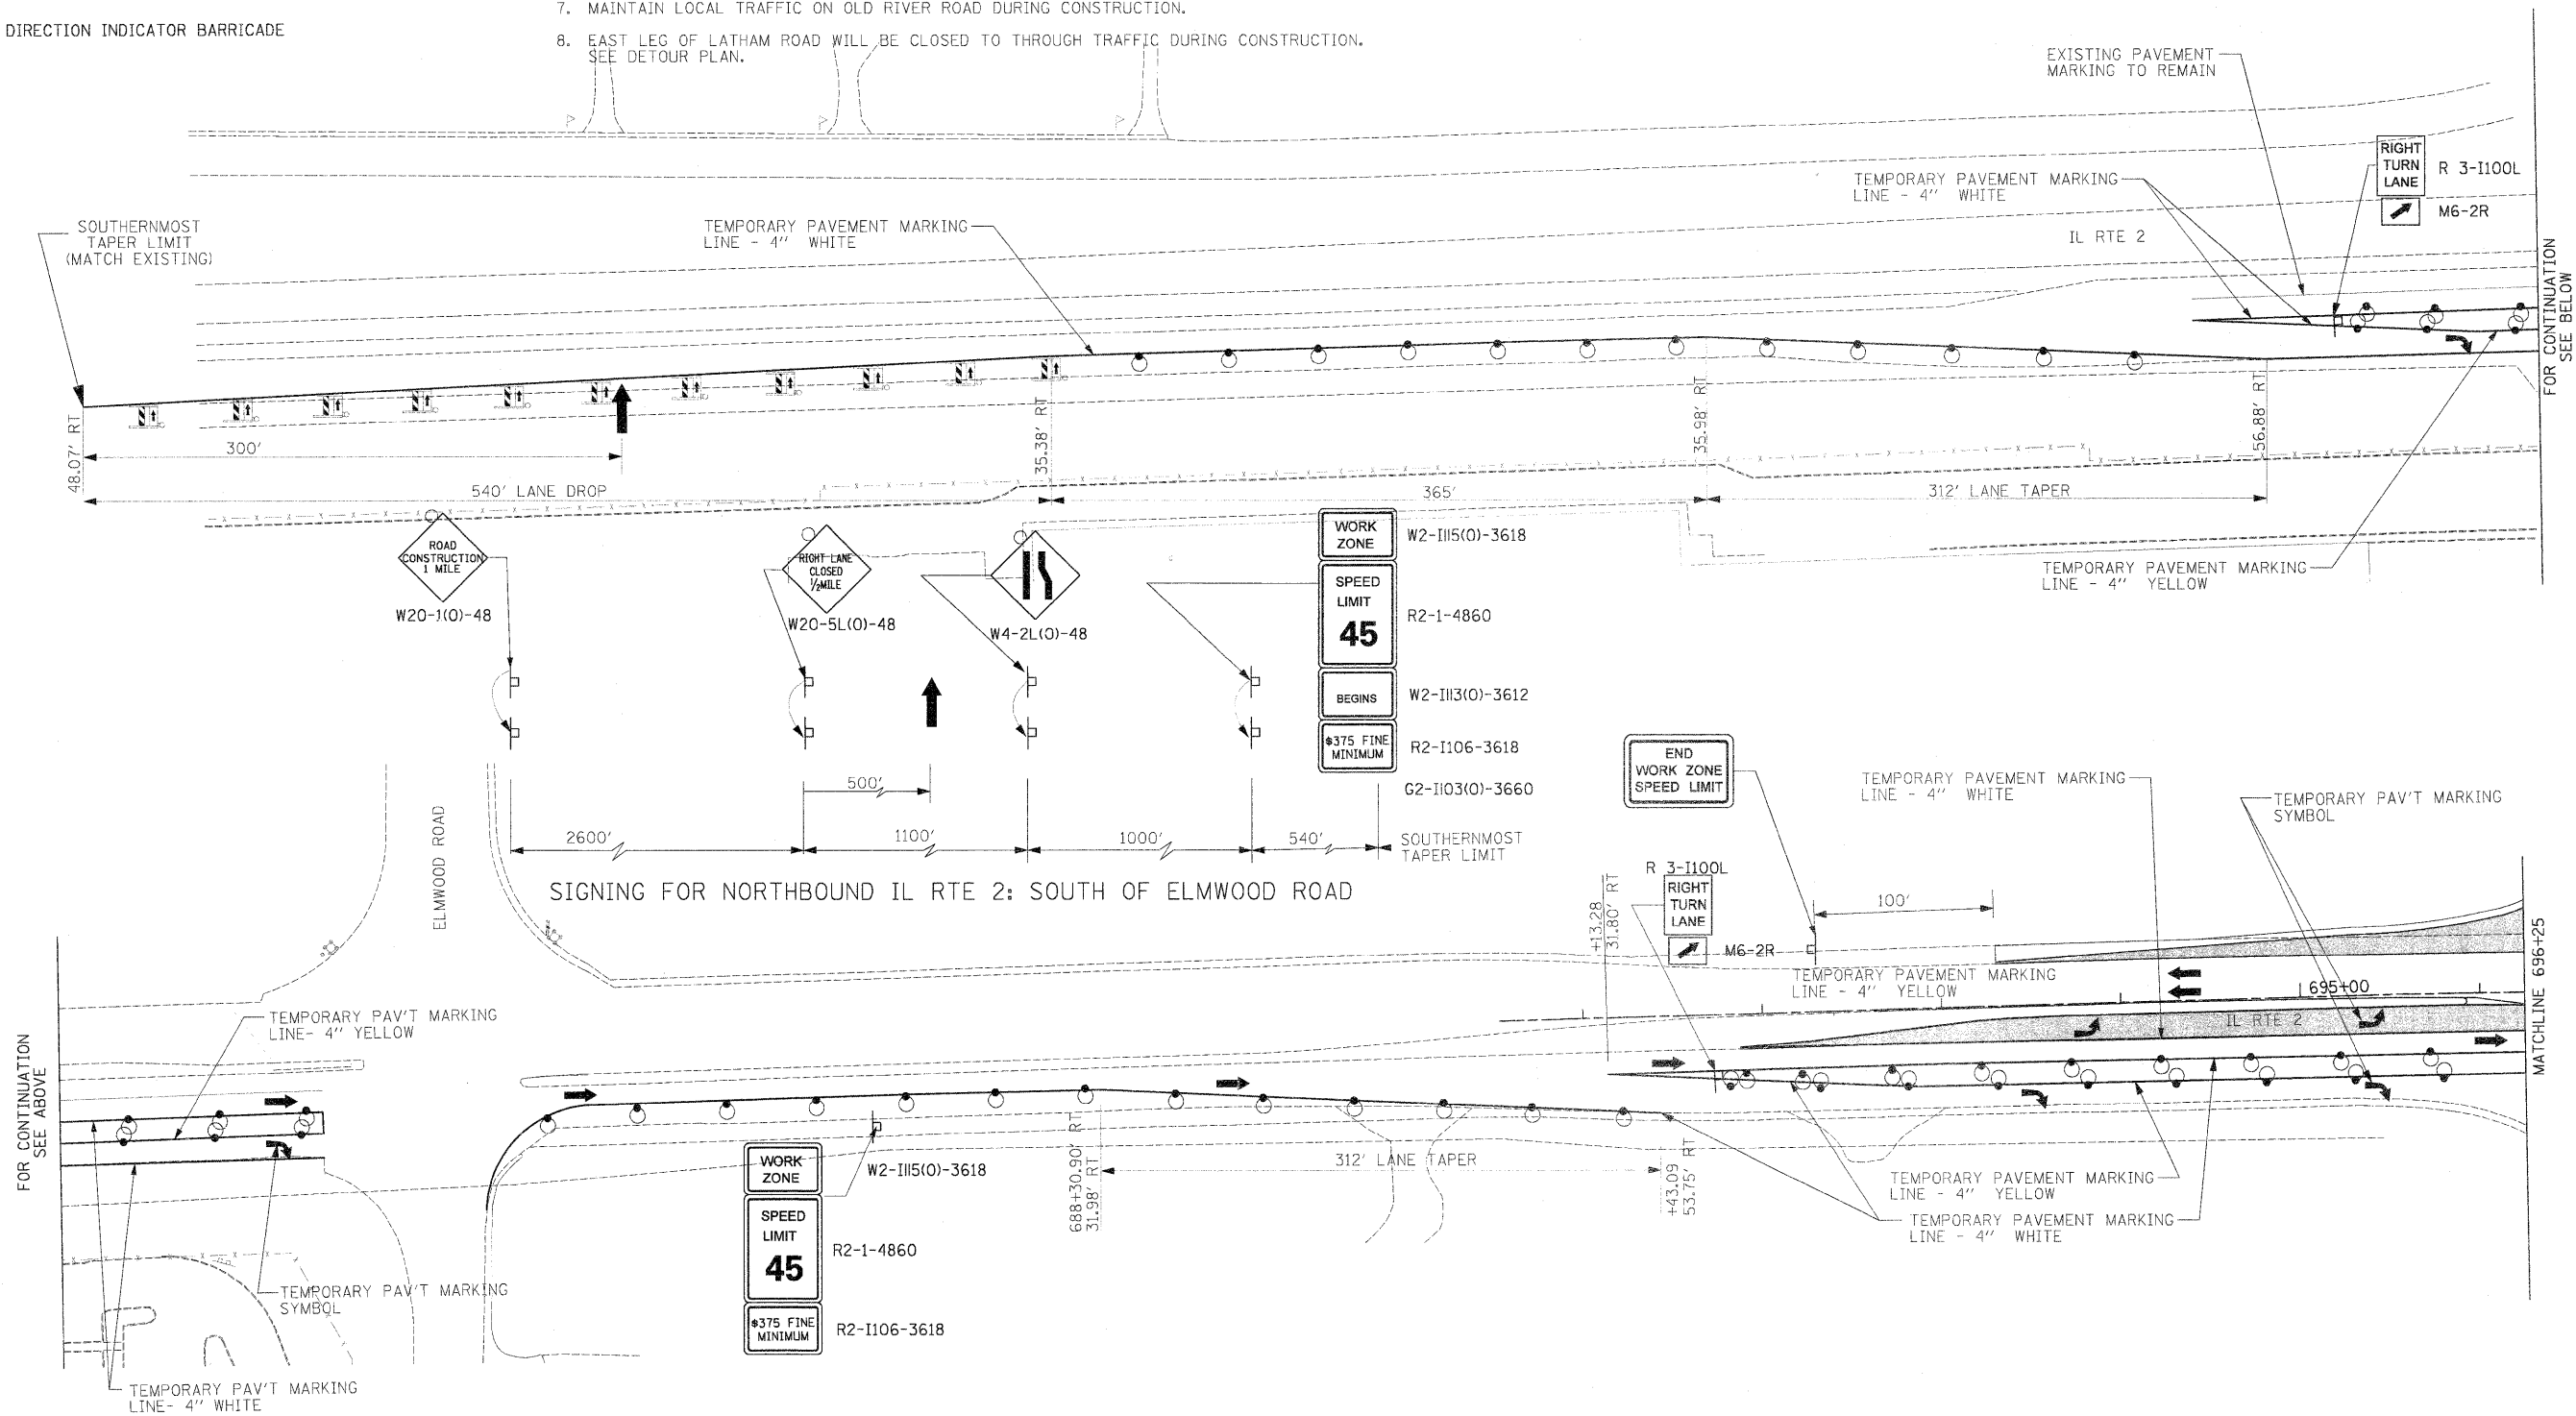 7. MAINTAIN LOCAL TRAFFIC ON OLD RIVER ROAD DURING CONSTRUCTION.
DIRECTION INDICATOR BARRICADE
8. EAST LEG OF LATHAM ROAD WILL BE CLOSED TO THROUGH TRAFFIC DURING CONSTRUCTION.
SEE DETOUR PLAN.
EXISTING PAVEMENT
MARKING TO REMAIN
P
P
P
RIGHT
TURN
LANE
R 3-I100L
M6-2R
TEMPORARY PAVEMENT MARKING
LINE - 4" WHITE
IL RTE 2
SOUTHERNMOST
TAPER LIMIT
(MATCH EXISTING)
TEMPORARY PAVEMENT MARKING
LINE - 4" WHITE
FOR CONTINUATION
SEE BELOW
48.07' RT
300'
35.38' RT
35.98' RT
56.88' RT
540' LANE DROP
365'
312' LANE TAPER
ROAD
CONSTRUCTION
1 MILE
W20-1(O)-48
RIGHT LANE
CLOSED
1/2MILE
W20-5L(O)-48
W4-2L(O)-48
WORK
ZONE
W2-I115(O)-3618
SPEED
LIMIT
45
R2-1-4860
BEGINS
W2-I113(O)-3612
$375 FINE
MINIMUM
R2-I106-3618
G2-I103(O)-3660
TEMPORARY PAVEMENT MARKING
LINE - 4" YELLOW
500'
2600'
1100'
1000'
540'
SOUTHERNMOST
TAPER LIMIT
SIGNING FOR NORTHBOUND IL RTE 2: SOUTH OF ELMWOOD ROAD
ELMWOOD ROAD
END
WORK ZONE
SPEED LIMIT
TEMPORARY PAVEMENT MARKING
LINE - 4" WHITE
TEMPORARY PAV'T MARKING
SYMBOL
R 3-I100L
RIGHT
TURN
LANE
M6-2R
100'
+13.28
31.80' RT
TEMPORARY PAVEMENT MARKING
LINE - 4" YELLOW
695+00
IL RTE 2
MATCHLINE 696+25
FOR CONTINUATION
SEE ABOVE
TEMPORARY PAV'T MARKING
LINE- 4" YELLOW
688+30.90'
31.98' RT
312' LANE TAPER
+43.09
53.75' RT
WORK
ZONE
W2-I115(O)-3618
SPEED
LIMIT
45
R2-1-4860
$375 FINE
MINIMUM
R2-I106-3618
TEMPORARY PAVEMENT MARKING
LINE - 4" YELLOW
TEMPORARY PAVEMENT MARKING
LINE - 4" WHITE
TEMPORARY PAV'T MARKING
SYMBOL
TEMPORARY PAV'T MARKING
LINE- 4" WHITE